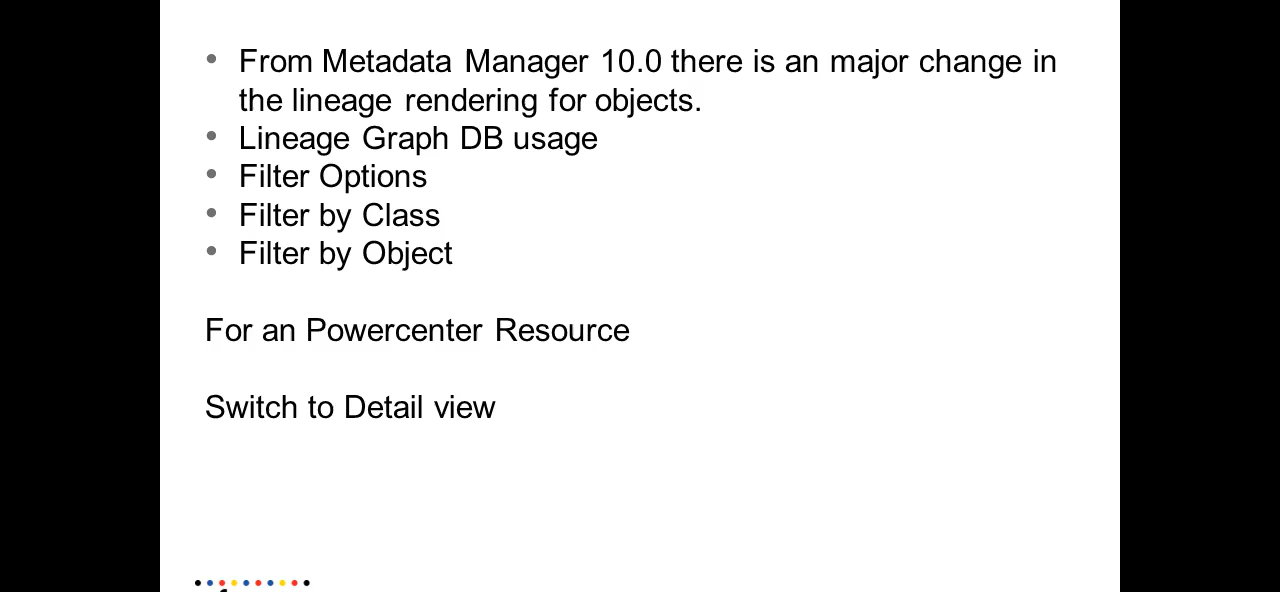 From Metadata Manager 10.0 there is an major change in
the lineage rendering for objects.
Lineage Graph DB usage
Filter Options
Filter by Class
Filter by Object
For an Powercenter Resource
Switch to Detail view